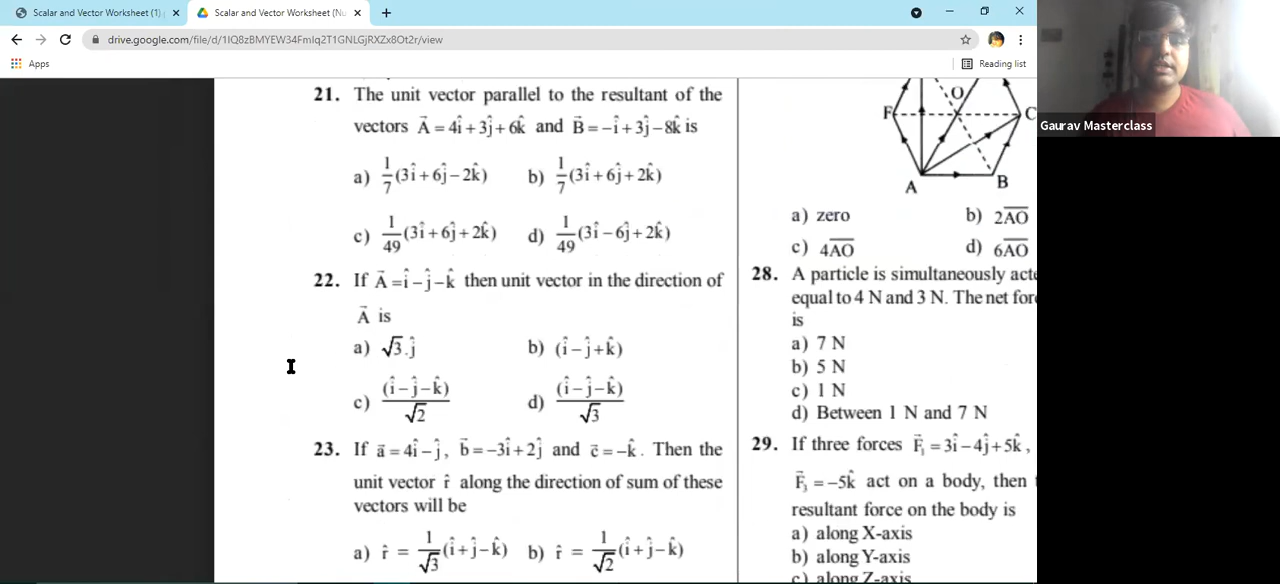 Scalar and Vector Worksheet (1)
Scalar and Vector Worksheet (Nu
drive.google.com/file/d/1IQ8zBMYEW34FmIq2T1GNLGjRXZx8Ot2r/view
Apps
Reading list
21. The unit vector parallel to the resultant of the
vectors A⃗ = 4î + 3ĵ + 6k̂ and B⃗ = –î + 3ĵ – 8k̂ is
a) 1/7 (3î + 6ĵ – 2k̂) b) 1/7 (3î + 6ĵ + 2k̂)
c) 1/49 (3î + 6ĵ + 2k̂) d) 1/49 (3î – 6ĵ + 2k̂)
22. If A⃗ = î – ĵ – k̂ then unit vector in the direction of
A⃗ is
a) √3.ĵ b) (î – ĵ + k̂)
c) (î – ĵ – k̂)/√2 d) (î – ĵ – k̂)/√3
23. If a⃗ = 4î – ĵ, b⃗ = –3î + 2ĵ and c⃗ = –k̂. Then the
unit vector r̂ along the direction of sum of these
vectors will be
a) r̂ = 1/√3 (î + ĵ – k̂) b) r̂ = 1/√2 (î + ĵ – k̂)
O
F
C
A
B
a) zero b) 2AO
c) 4AO d) 6AO
28. A particle is simultaneously acte
equal to 4 N and 3 N. The net for
is
a) 7 N
b) 5 N
c) 1 N
d) Between 1 N and 7 N
29. If three forces F⃗₁ = 3î – 4ĵ + 5k̂,
F⃗₃ = –5k̂ act on a body, then
resultant force on the body is
a) along X-axis
b) along Y-axis
c) along Z-axis
Gaurav Masterclass